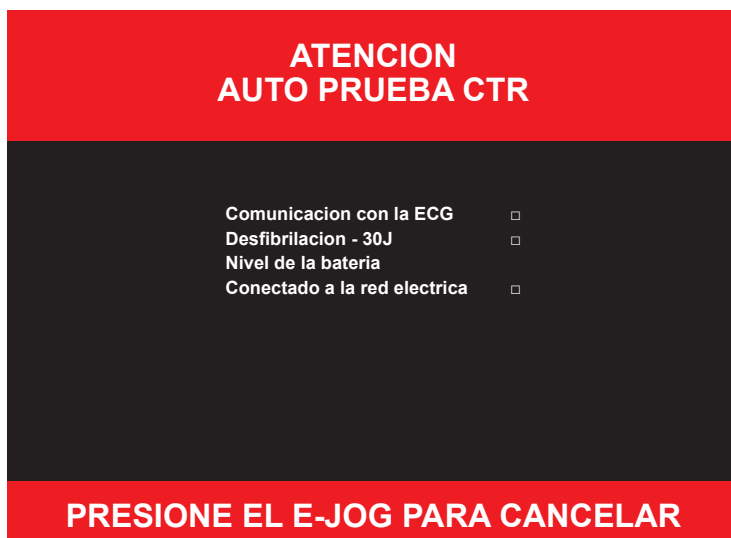 ATENCION
AUTO PRUEBA CTR
Comunicacion con la ECG
Desfibrilacion - 30J
Nivel de la bateria
Conectado a la red electrica
PRESIONE EL E-JOG PARA CANCELAR